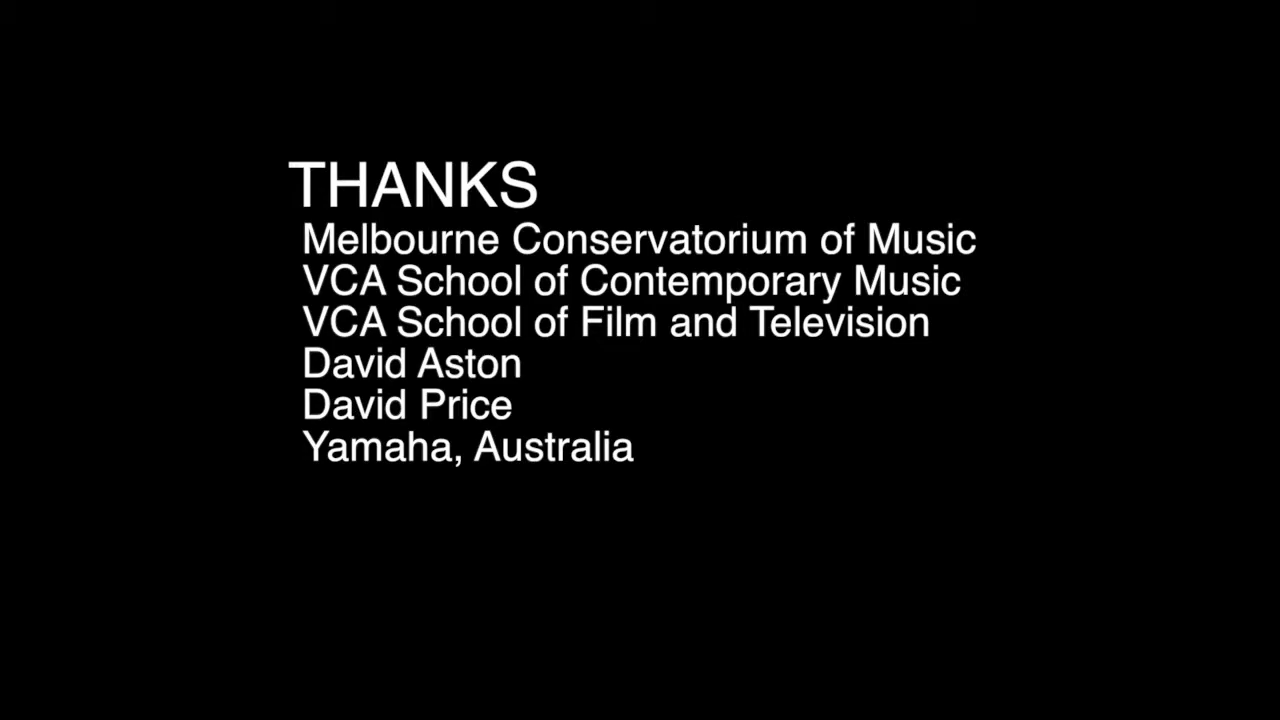 THANKS
Melbourne Conservatorium of Music
VCA School of Contemporary Music
VCA School of Film and Television
David Aston
David Price
Yamaha, Australia